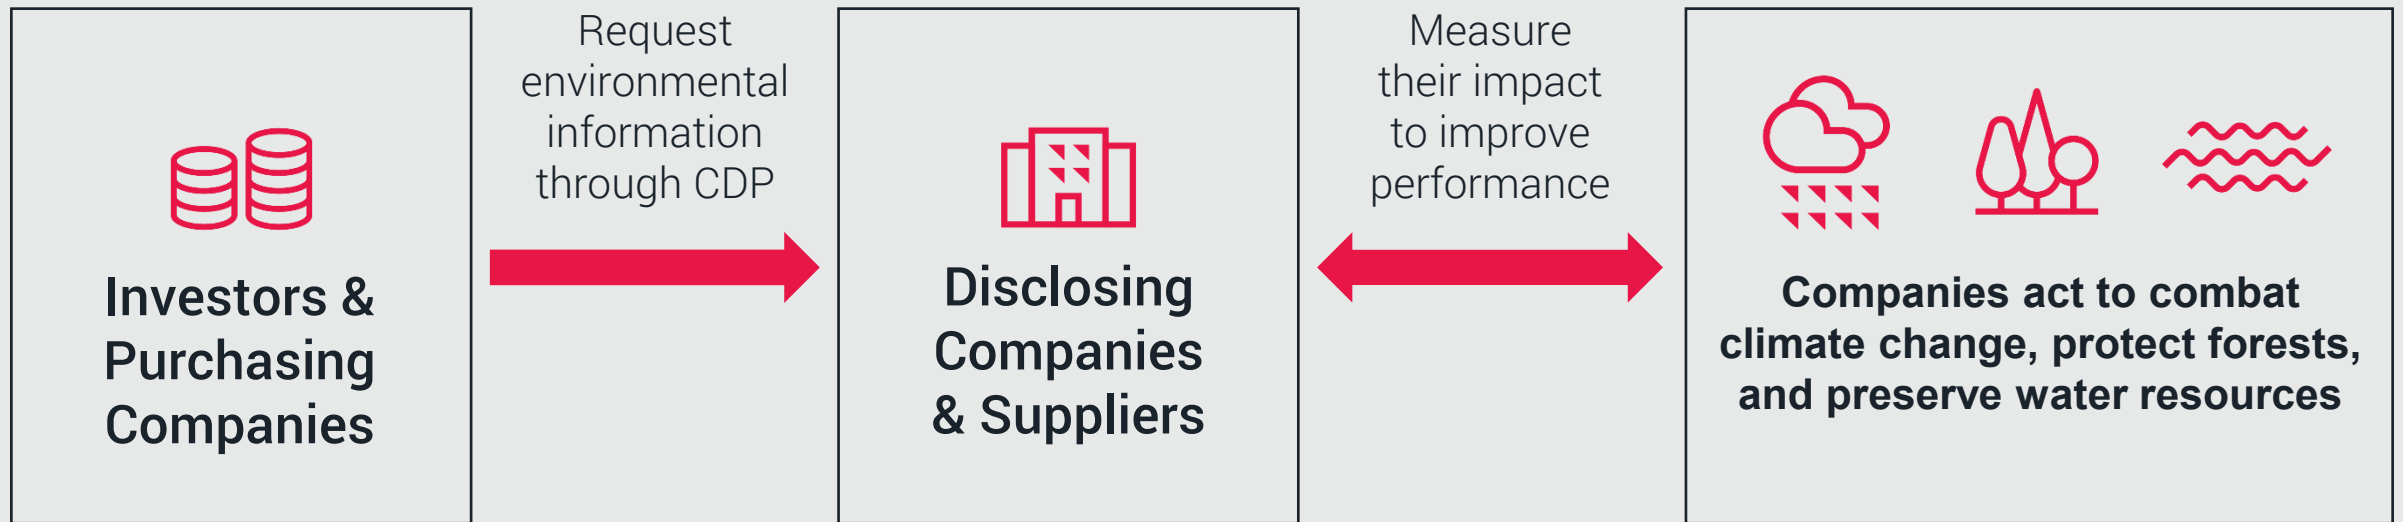 Investors &
Purchasing
Companies
Request
environmental
information
through CDP
Disclosing
Companies
& Suppliers
Measure
their impact
to improve
performance
Companies act to combat
climate change, protect forests,
and preserve water resources